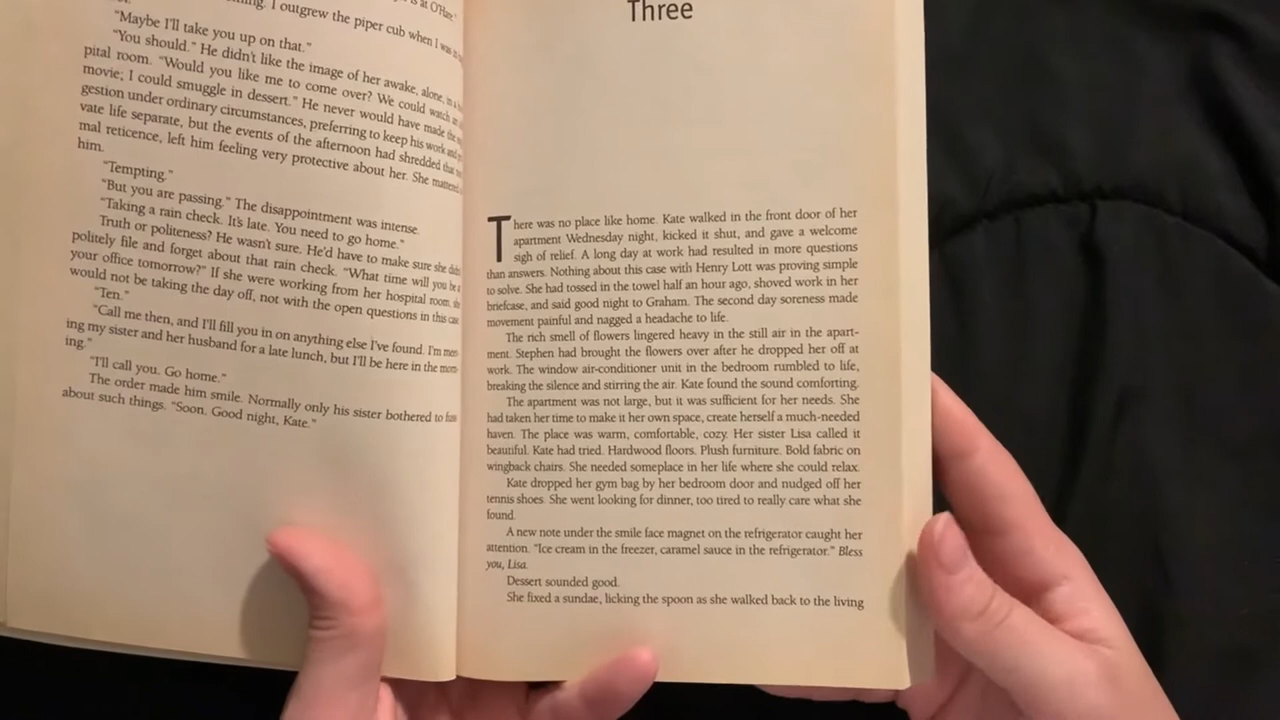 is at O'Hare."
I outgrew the piper cub when I was
"Maybe I'll take you up on that."
"You should." He didn't like the image of her awake, alone, in a
pital room. "Would you like me to come over? We could watch
movie; I could smuggle in dessert." He never would have made the
gestion under ordinary circumstances, preferring to keep his work and
vate life separate, but the events of the afternoon had shredded that
mal reticence, left him feeling very protective about her. She mattered
him.
"Tempting."
"But you are passing." The disappointment was intense.
"Taking a rain check. It's late. You need to go home."
Truth or politeness? He wasn't sure. He'd have to make sure she
politely file and forget about that rain check. "What time will you be
your office tomorrow?" If she were working from her hospital room,
would not be taking the day off, not with the open questions in this case
"Ten."
"Call me then, and I'll fill you in on anything else I've found. I'm
ing my sister and her husband for a late lunch, but I'll be here in the
ing."
"I'll call you. Go home."
The order made him smile. Normally only his sister bothered to fuss
about such things. "Soon. Good night, Kate."
Three
There was no place like home. Kate walked in the front door of her
apartment Wednesday night, kicked it shut, and gave a welcome
sigh of relief. A long day at work had resulted in more questions
than answers. Nothing about this case with Henry Lott was proving simple
to solve. She had tossed in the towel half an hour ago, shoved work in her
briefcase, and said good night to Graham. The second day soreness made
movement painful and nagged a headache to life.
The rich smell of flowers lingered heavy in the still air in the apart-
ment. Stephen had brought the flowers over after he dropped her off at
work. The window air-conditioner unit in the bedroom rumbled to life,
breaking the silence and stirring the air. Kate found the sound comforting.
The apartment was not large, but it was sufficient for her needs. She
had taken her time to make it her own space, create herself a much-needed
haven. The place was warm, comfortable, cozy. Her sister Lisa called it
beautiful. Kate had tried. Hardwood floors. Plush furniture. Bold fabric on
wingback chairs. She needed someplace in her life where she could relax.
Kate dropped her gym bag by her bedroom door and nudged off her
tennis shoes. She went looking for dinner, too tired to really care what she
found.
A new note under the smile face magnet on the refrigerator caught her
attention. "Ice cream in the freezer, caramel sauce in the refrigerator." Bless
you, Lisa.
Dessert sounded good.
She fixed a sundae, licking the spoon as she walked back to the living